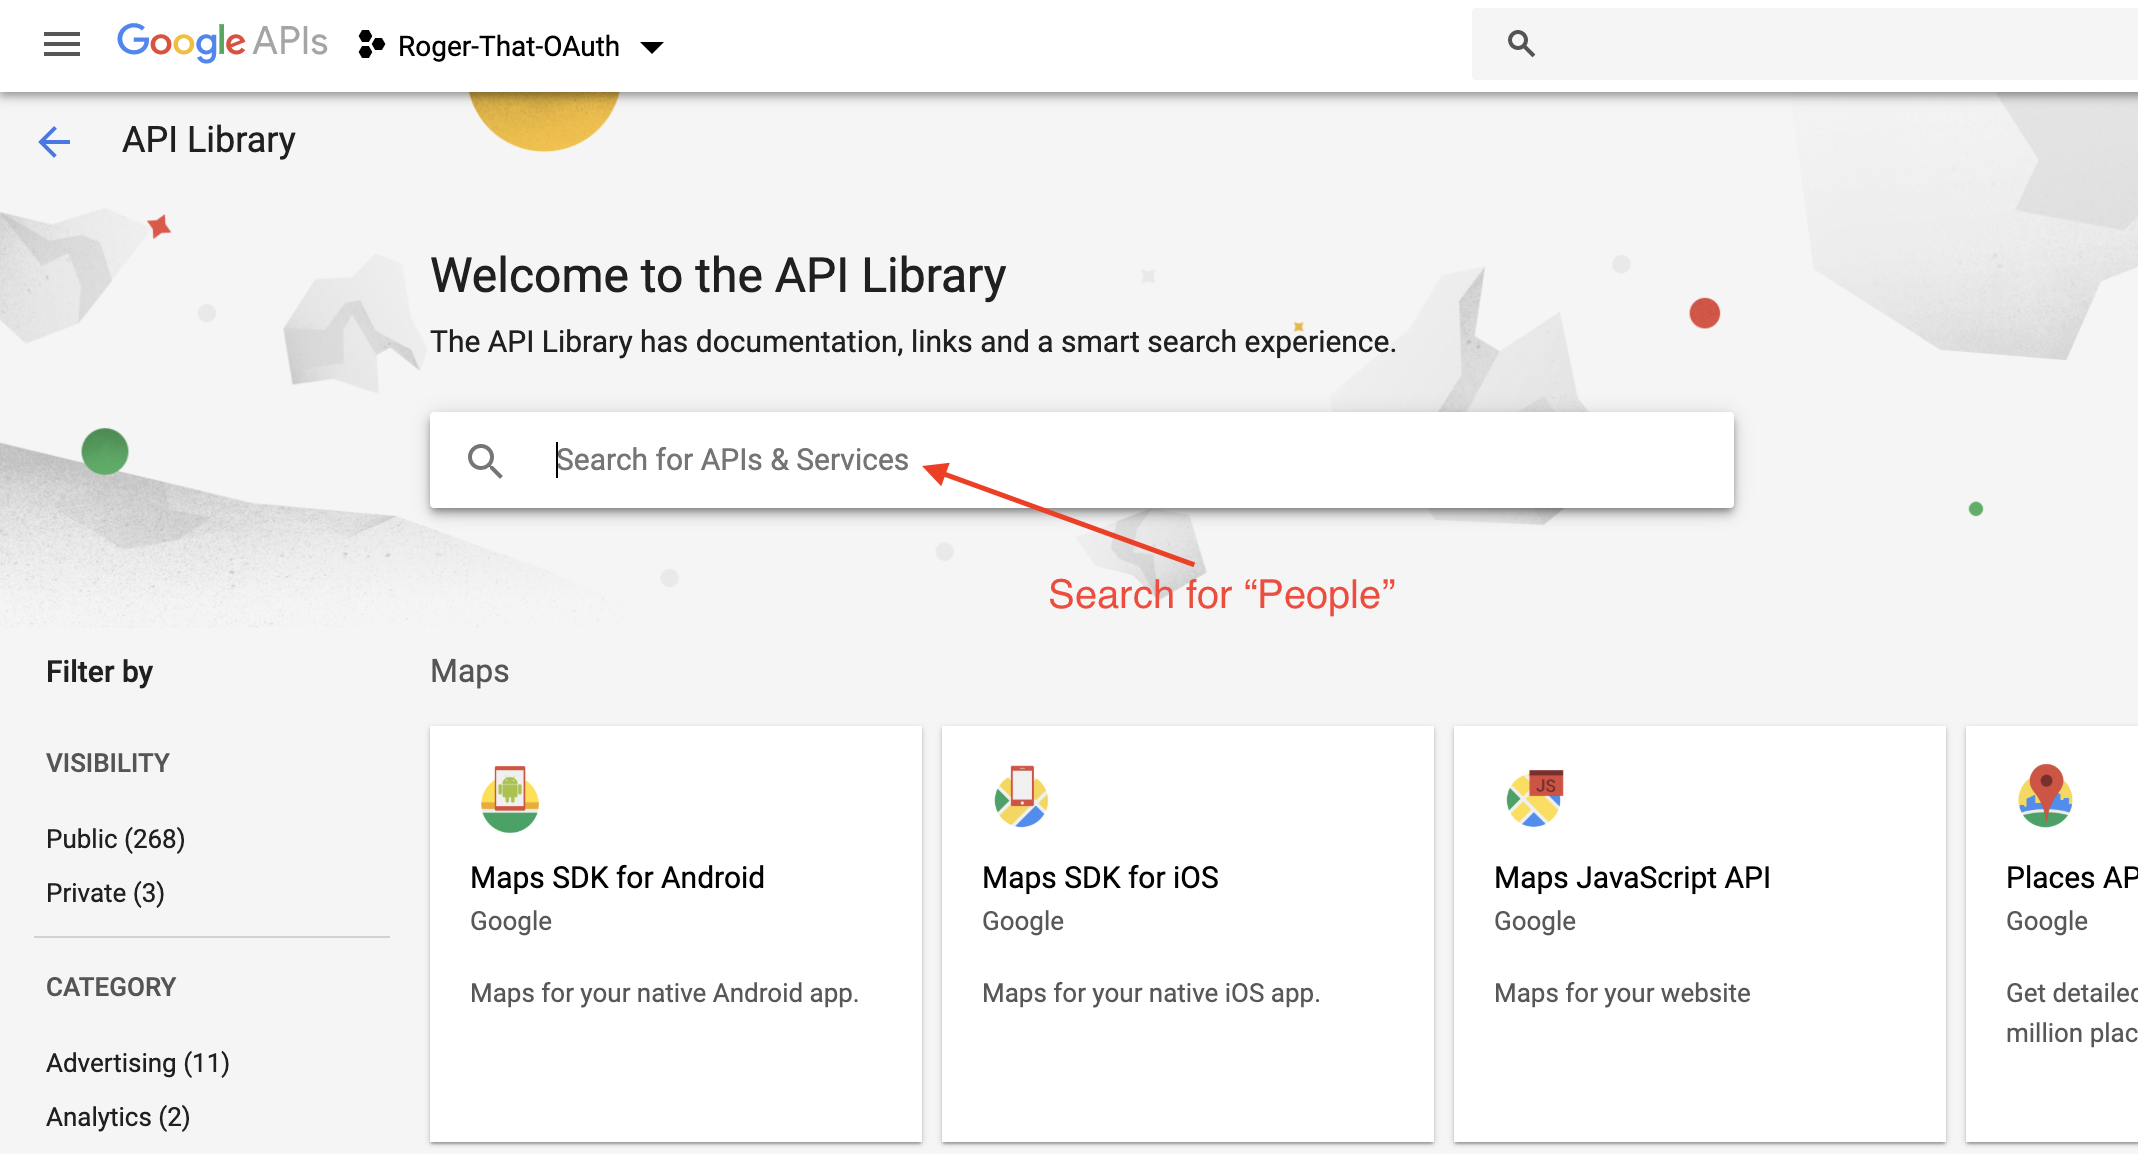 Google APIs
Roger-That-OAuth
API Library
Welcome to the API Library
The API Library has documentation, links and a smart search experience.
Search for APIs & Services
Search for “People”
Filter by
Maps
VISIBILITY
Public (268)
Private (3)
CATEGORY
Advertising (11)
Analytics (2)
Maps SDK for Android
Google
Maps for your native Android app.
Maps SDK for iOS
Google
Maps for your native iOS app.
JS
Maps JavaScript API
Google
Maps for your website
Places AP
Google
Get detailed
million plac